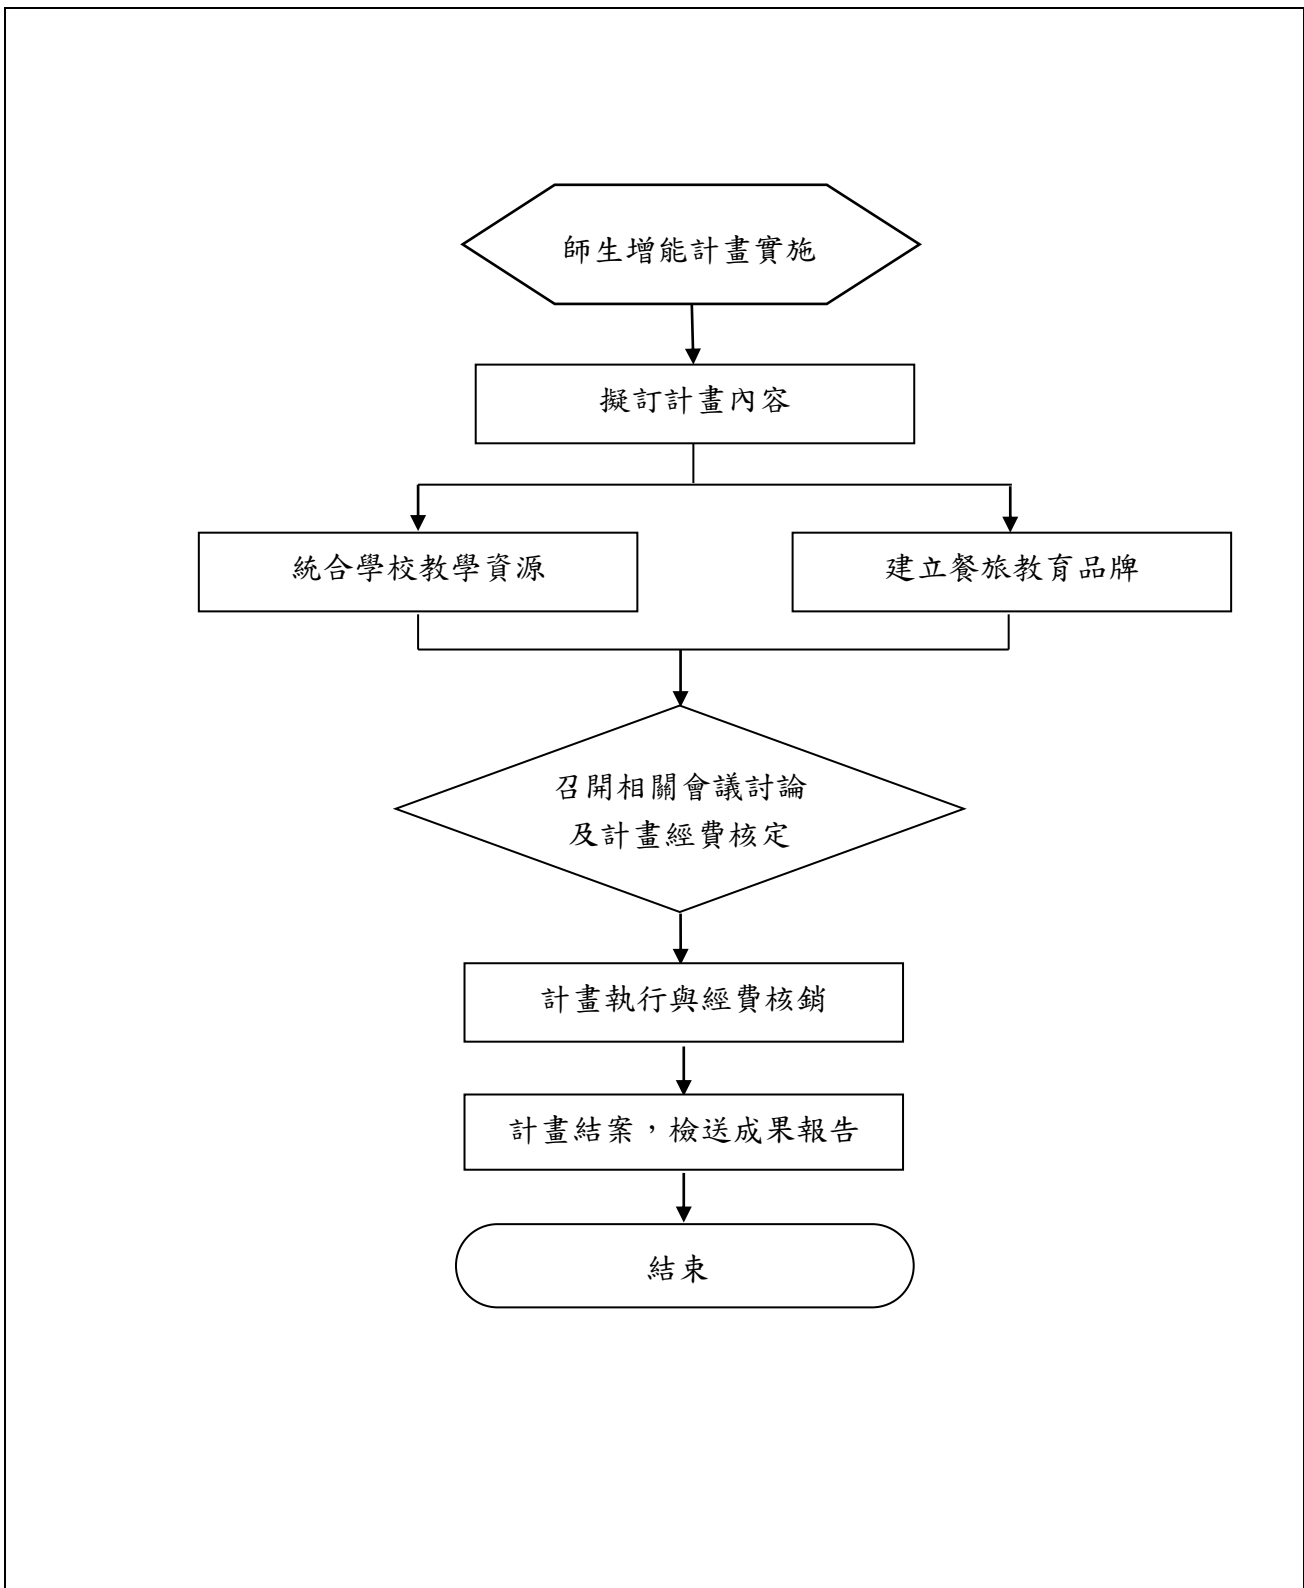 師生增能計畫實施
擬訂計畫內容
統合學校教學資源
建立餐旅教育品牌
召開相關會議討論
及計畫經費核定
計畫執行與經費核銷
計畫結案，檢送成果報告
結束